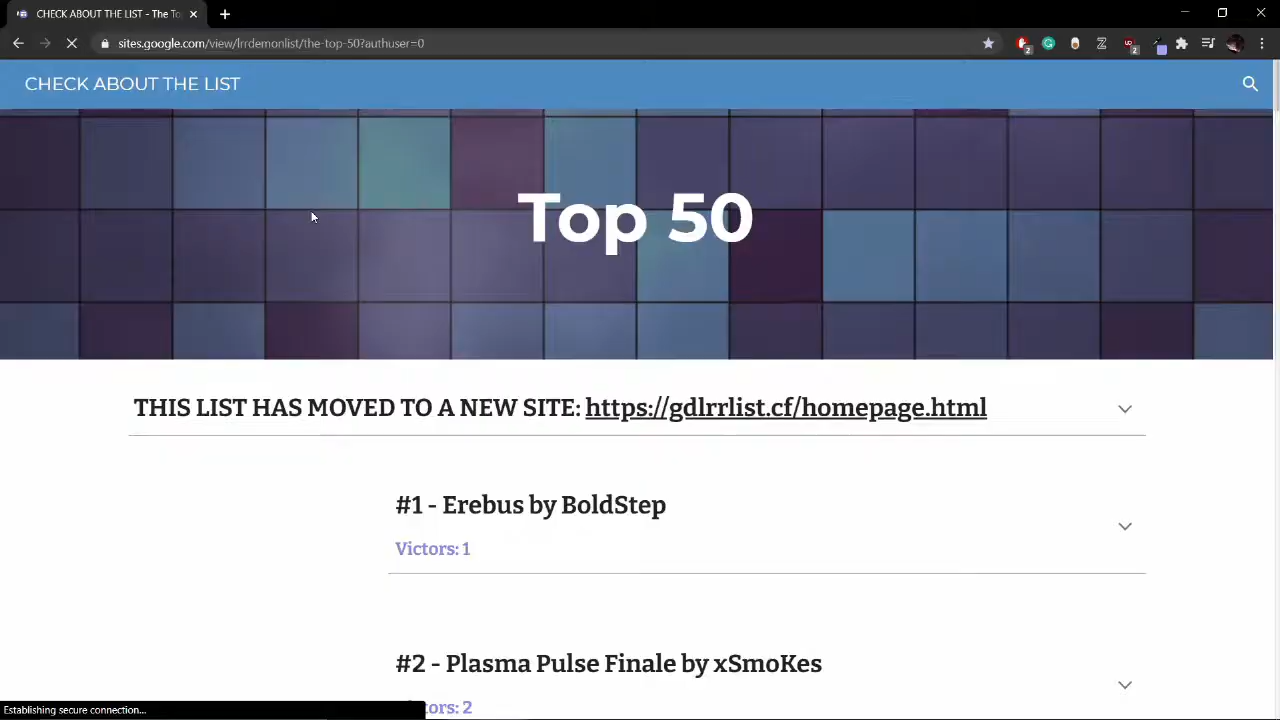 CHECK ABOUT THE LIST - The To
sites.google.com/view/lrrdemonlist/the-top-50?authuser=0
CHECK ABOUT THE LIST
Top 50
THIS LIST HAS MOVED TO A NEW SITE: https://gdlrrlist.cf/homepage.html
#1 - Erebus by BoldStep
Victors: 1
#2 - Plasma Pulse Finale by xSmoKes
tors: 2
Establishing secure connection...